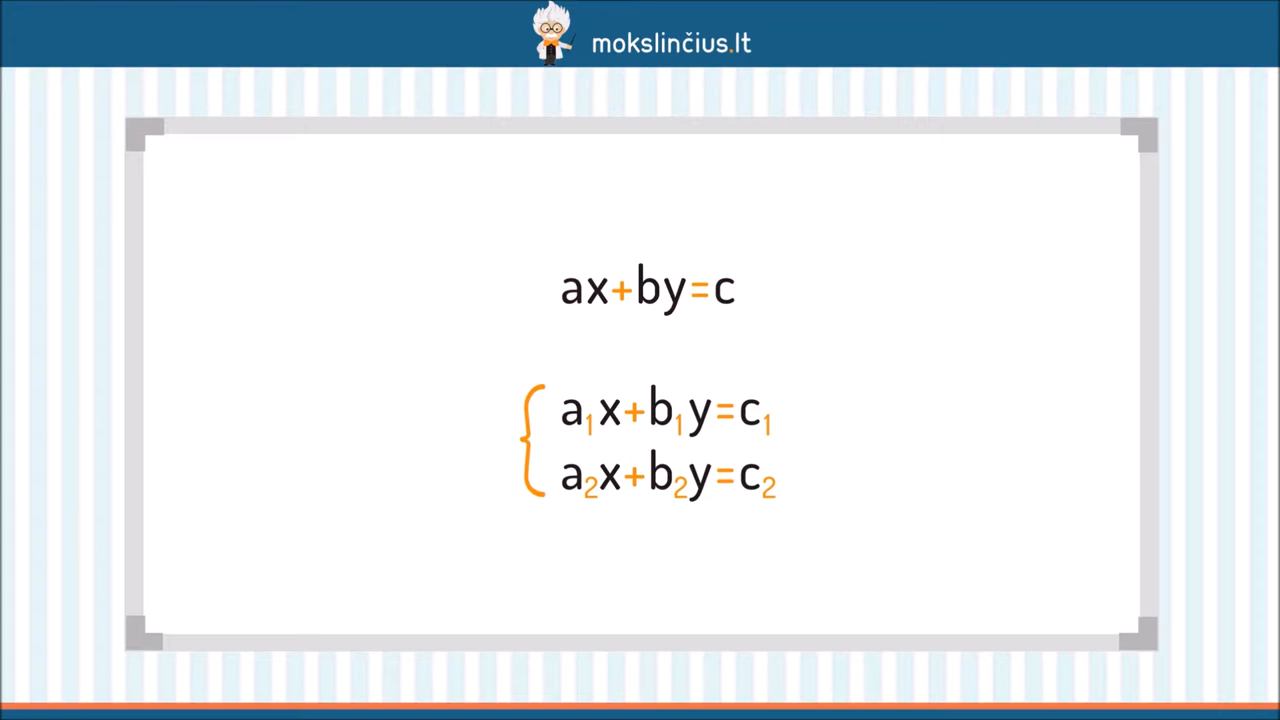 mokslinčius.lt
ax+by=c
a₁x+b₁y=c₁
a₂x+b₂y=c₂